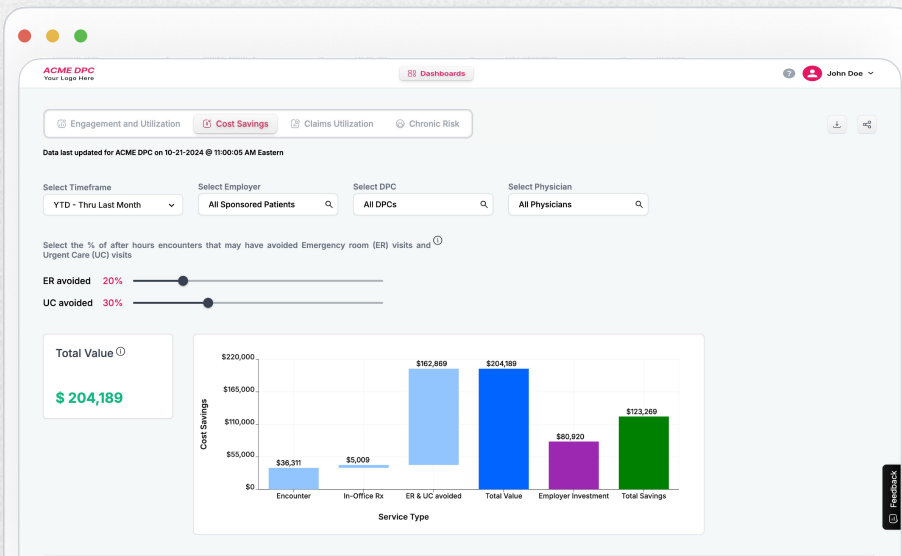 ACME DPC
Your Logo Here
Dashboards
?
John Doe
Engagement and Utilization
Cost Savings
Claims Utilization
Chronic Risk
Data last updated for ACME DPC on 10-21-2024 @ 11:00:05 AM Eastern
Select Timeframe
Select Employer
Select DPC
Select Physician
YTD - Thru Last Month
All Sponsored Patients
All DPCs
All Physicians
Select the % of after hours encounters that may have avoided Emergency room (ER) visits and
Urgent Care (UC) visits
ER avoided 20%
UC avoided 30%
Total Value
$ 204,189
Cost Savings
$220,000
$165,000
$110,000
$55,000
$0
$36,311
$5,009
$162,869
$204,189
$80,920
$123,269
Encounter
In-Office Rx
ER & UC avoided
Total Value
Employer Investment
Total Savings
Service Type
Feedback